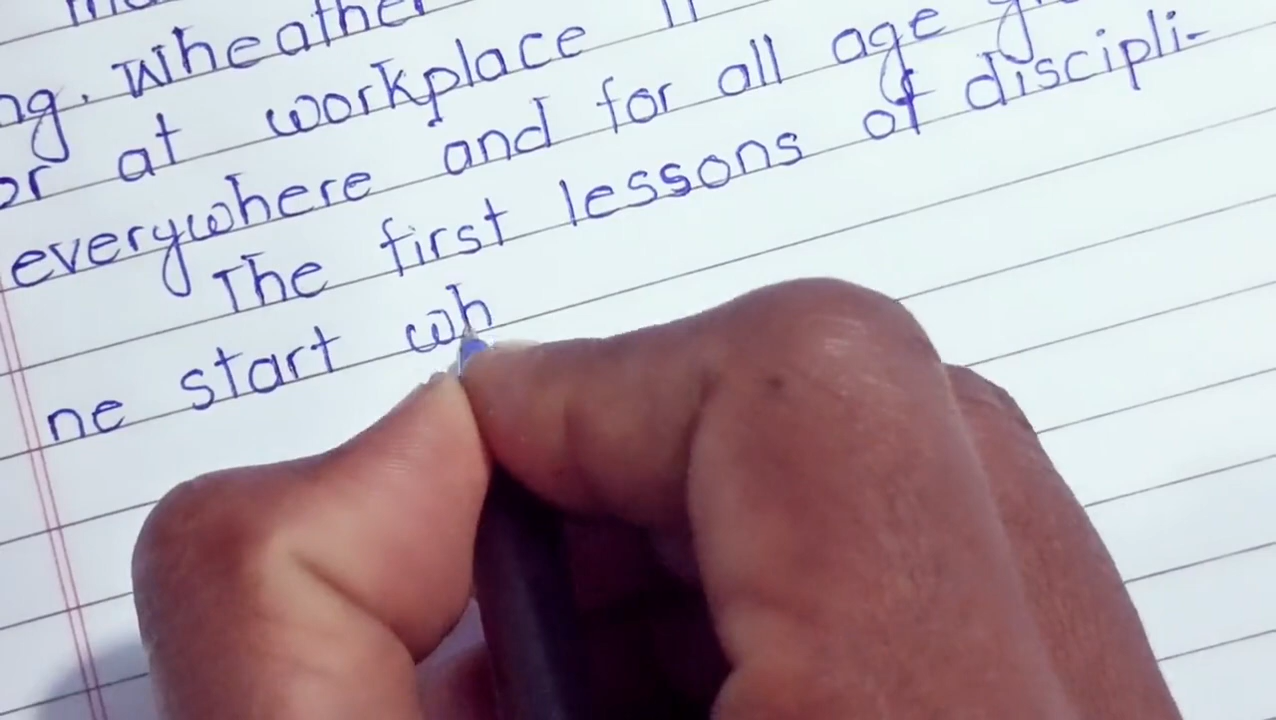 ng. Wheather
or at workplace
everywhere and for all age
The first lessons of discipli-
ne start wh